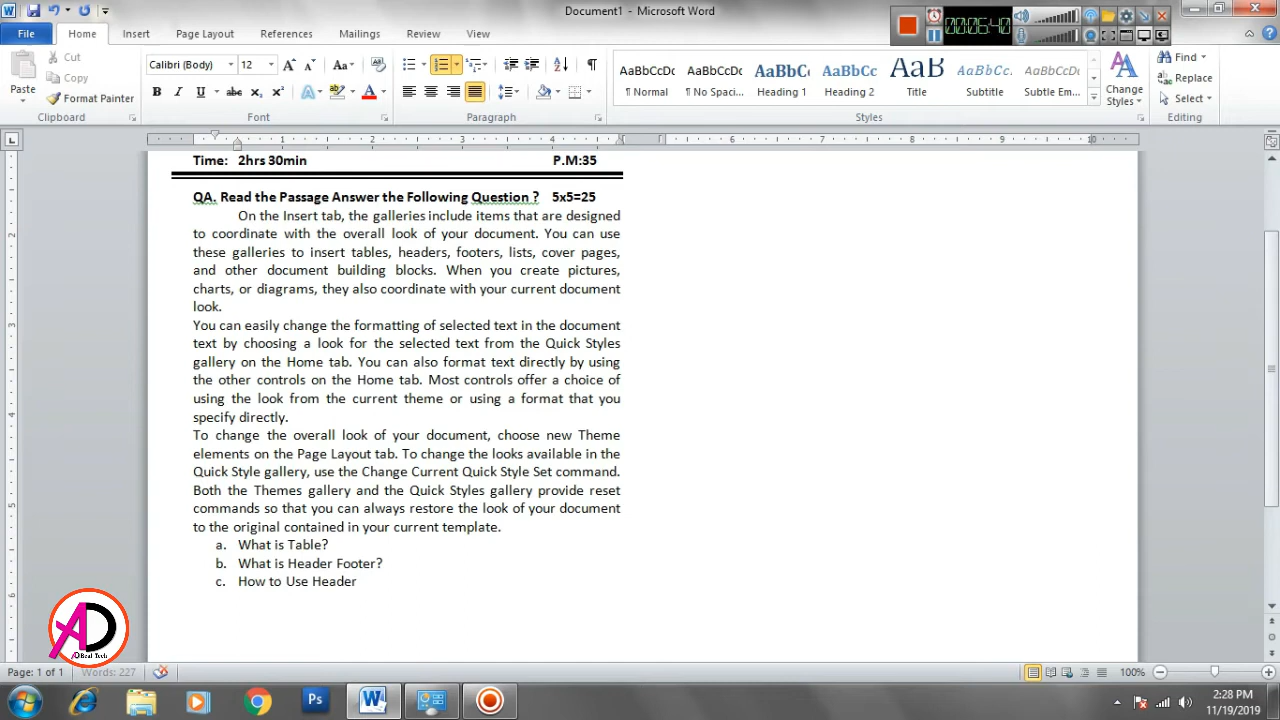 Document1 - Microsoft Word
00:06:40
File Home Insert Page Layout References Mailings Review View
Cut
Copy
Format Painter
Paste
Clipboard
Calibri (Body) 12
Font
Paragraph
AaBbCcDc AaBbCcDc AaBbCc AaBbCc AaB AaBbCcDc AaBbCcDc
¶ Normal ¶ No Spaci... Heading 1 Heading 2 Title Subtitle Subtle Em...
Change Styles
Styles
Find
Replace
Select
Editing
1 2 3 4 6 7 8 9 10
Time: 2hrs 30min P.M:35
QA. Read the Passage Answer the Following Question ? 5x5=25
On the Insert tab, the galleries include items that are designed
to coordinate with the overall look of your document. You can use
these galleries to insert tables, headers, footers, lists, cover pages,
and other document building blocks. When you create pictures,
charts, or diagrams, they also coordinate with your current document
look.
You can easily change the formatting of selected text in the document
text by choosing a look for the selected text from the Quick Styles
gallery on the Home tab. You can also format text directly by using
the other controls on the Home tab. Most controls offer a choice of
using the look from the current theme or using a format that you
specify directly.
To change the overall look of your document, choose new Theme
elements on the Page Layout tab. To change the looks available in the
Quick Style gallery, use the Change Current Quick Style Set command.
Both the Themes gallery and the Quick Styles gallery provide reset
commands so that you can always restore the look of your document
to the original contained in your current template.
a. What is Table?
b. What is Header Footer?
c. How to Use Header
Page: 1 of 1 Words: 227 100%
2:28 PM
11/19/2019